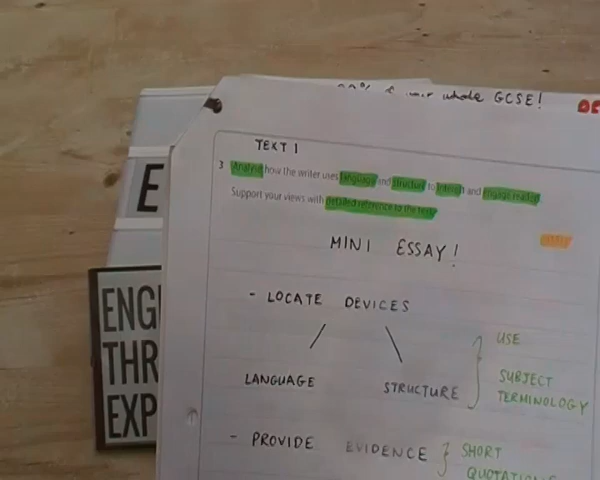 whole GCSE!
TEXT 1
3 Analyse how the writer uses language and structure to interest and engage readers.
Support your views with detailed reference to the text.
MINI ESSAY!
- LOCATE DEVICES
USE
LANGUAGE
STRUCTURE
SUBJECT
TERMINOLOGY
- PROVIDE EVIDENCE
SHORT
E
ENG
THR
EXP